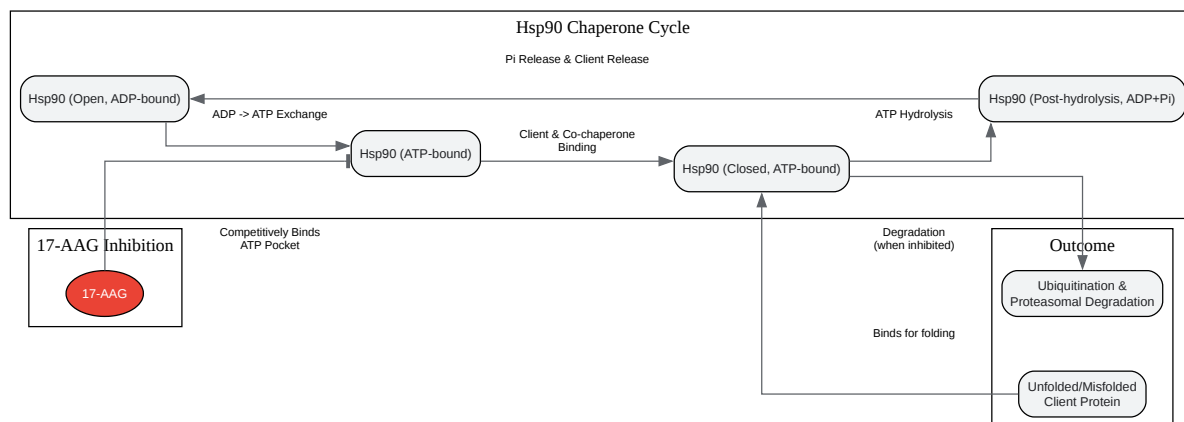 Hsp90 Chaperone Cycle
Pi Release & Client Release
Hsp90 (Open, ADP-bound)
Hsp90 (Post-hydrolysis, ADP+Pi)
ADP -> ATP Exchange
ATP Hydrolysis
Client & Co-chaperone
Binding
Hsp90 (ATP-bound)
Hsp90 (Closed, ATP-bound)
Competitively Binds
ATP Pocket
Degradation
(when inhibited)
17-AAG Inhibition
Outcome
17-AAG
Ubiquitination &
Proteasomal Degradation
Binds for folding
Unfolded/Misfolded
Client Protein